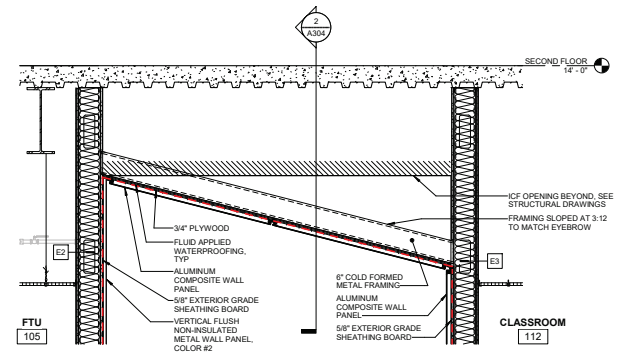 2
A304
SECOND FLOOR
14' - 0"
ICF OPENING BEYOND, SEE
STRUCTURAL DRAWINGS
FRAMING SLOPED AT 3:12
TO MATCH EYEBROW
3/4" PLYWOOD
FLUID APPLIED
WATERPROOFING,
TYP
ALUMINUM
COMPOSITE WALL
PANEL
5/8" EXTERIOR GRADE
SHEATHING BOARD
VERTICAL FLUSH
NON-INSULATED
METAL WALL PANEL,
COLOR #2
6" COLD FORMED
METAL FRAMING
ALUMINUM
COMPOSITE WALL
PANEL
5/8" EXTERIOR GRADE
SHEATHING BOARD
E2
E3
FTU
105
CLASSROOM
112